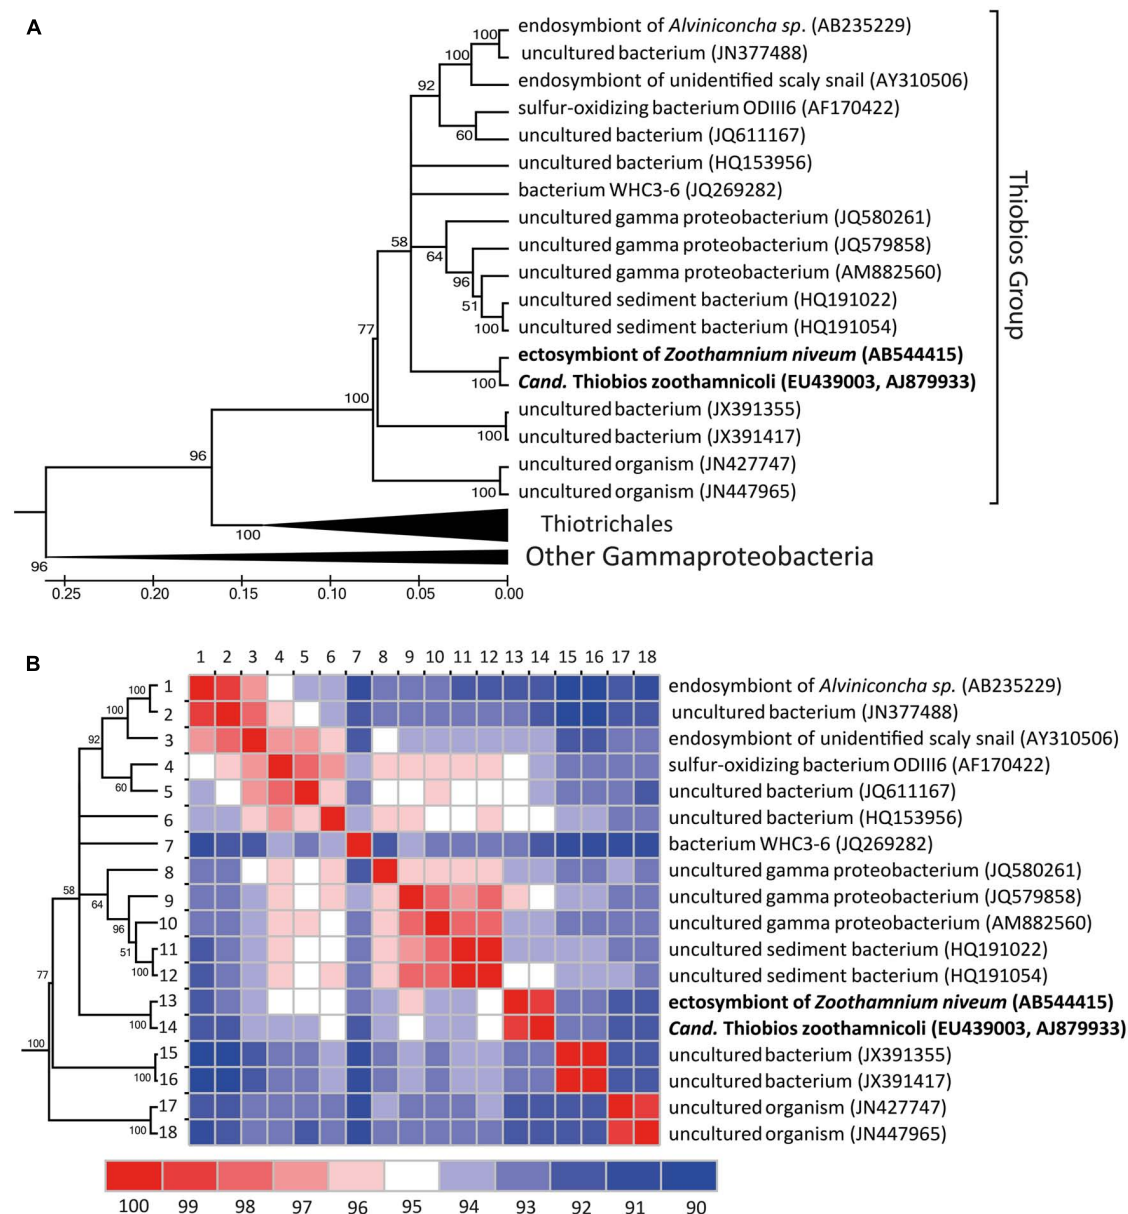 A
endosymbiont of Alviniconcha sp. (AB235229)
uncultured bacterium (JN377488)
endosymbiont of unidentified scaly snail (AY310506)
sulfur-oxidizing bacterium ODIII6 (AF170422)
uncultured bacterium (JQ611167)
uncultured bacterium (HQ153956)
bacterium WHC3-6 (JQ269282)
uncultured gamma proteobacterium (JQ580261)
uncultured gamma proteobacterium (JQ579858)
uncultured gamma proteobacterium (AM882560)
uncultured sediment bacterium (HQ191022)
uncultured sediment bacterium (HQ191054)
ectosymbiont of Zoothamnium niveum (AB544415)
Cand. Thiobios zoothamnicoli (EU439003, AJ879933)
uncultured bacterium (JX391355)
uncultured bacterium (JX391417)
uncultured organism (JN427747)
uncultured organism (JN447965)
Thiotrichales
Other Gammaproteobacteria
Thiobios Group
100
100
92
60
58
64
96
51
100
77
100
100
100
96
100
100
96
0.25 0.20 0.15 0.10 0.05 0.00
B
1 2 3 4 5 6 7 8 9 10 11 12 13 14 15 16 17 18
1 endosymbiont of Alviniconcha sp. (AB235229)
2 uncultured bacterium (JN377488)
3 endosymbiont of unidentified scaly snail (AY310506)
4 sulfur-oxidizing bacterium ODIII6 (AF170422)
5 uncultured bacterium (JQ611167)
6 uncultured bacterium (HQ153956)
7 bacterium WHC3-6 (JQ269282)
8 uncultured gamma proteobacterium (JQ580261)
9 uncultured gamma proteobacterium (JQ579858)
10 uncultured gamma proteobacterium (AM882560)
11 uncultured sediment bacterium (HQ191022)
12 uncultured sediment bacterium (HQ191054)
13 ectosymbiont of Zoothamnium niveum (AB544415)
14 Cand. Thiobios zoothamnicoli (EU439003, AJ879933)
15 uncultured bacterium (JX391355)
16 uncultured bacterium (JX391417)
17 uncultured organism (JN427747)
18 uncultured organism (JN447965)
100
100
92
60
58
64
96
51
100
77
100
100
100
100
100 99 98 97 96 95 94 93 92 91 90